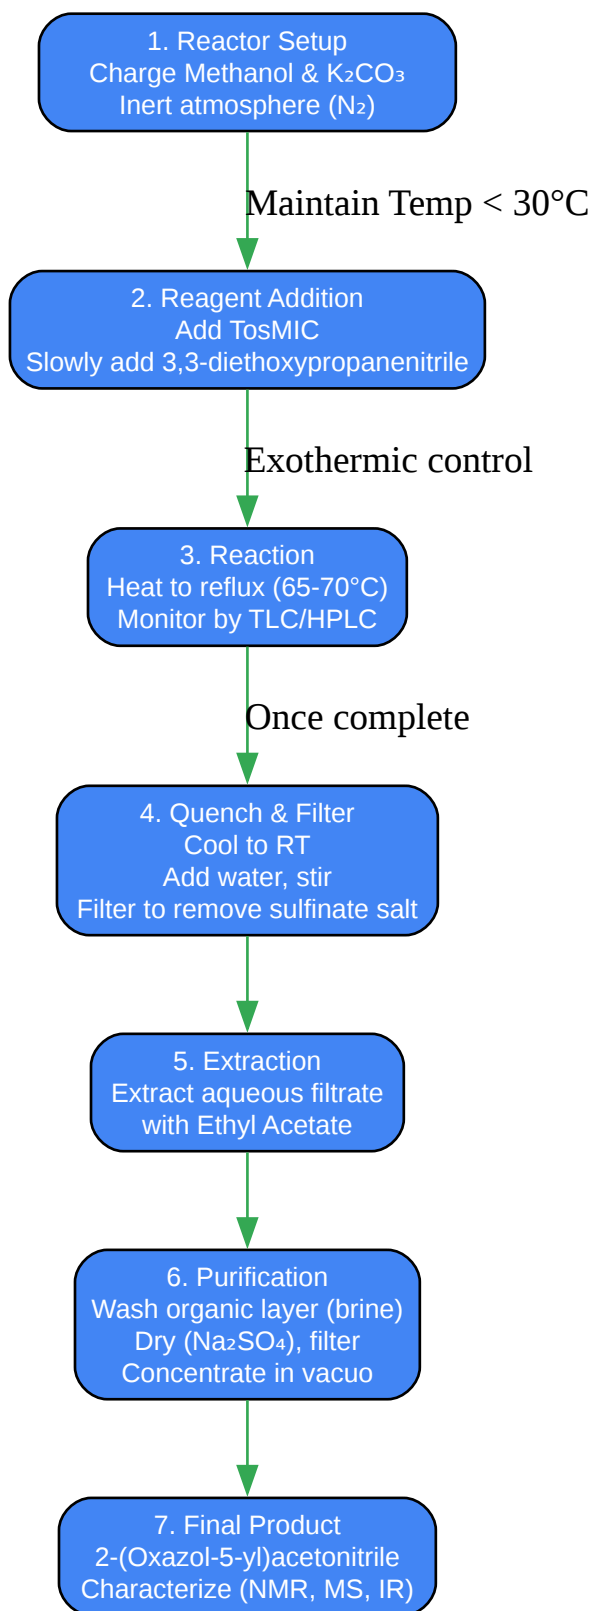 1. Reactor Setup
Charge Methanol & K₂CO₃
Inert atmosphere (N₂)
Maintain Temp < 30°C
2. Reagent Addition
Add TosMIC
Slowly add 3,3-diethoxypropanenitrile
Exothermic control
3. Reaction
Heat to reflux (65-70°C)
Monitor by TLC/HPLC
Once complete
4. Quench & Filter
Cool to RT
Add water, stir
Filter to remove sulfinate salt
5. Extraction
Extract aqueous filtrate
with Ethyl Acetate
6. Purification
Wash organic layer (brine)
Dry (Na₂SO₄), filter
Concentrate in vacuo
7. Final Product
2-(Oxazol-5-yl)acetonitrile
Characterize (NMR, MS, IR)